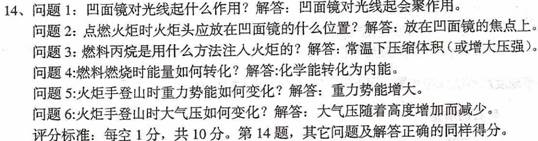 14、问题 1：凹面镜对光线起什么作用？解答：凹面镜对光线起会聚作用。
问题 2：点燃火炬时火炬头应放在凹面镜的什么位置？解答：放在凹面镜的焦点上。
问题 3：燃料丙烷是用什么方法注人火炬的？解答：常温下压缩体积（或增大压强）。
问题 4:燃料燃烧时能量如何转化？解答:化学能转化为内能。
问题 5:火炬手登山时重力势能如何变化？解答：重力势能增大。
问题 6:火炬手登山时大气压如何变化？解答：大气压随着高度增加而减少。
评分标准：每空 1 分，共 10 分。第 14 题，其它问题及解答正确的同样得分。